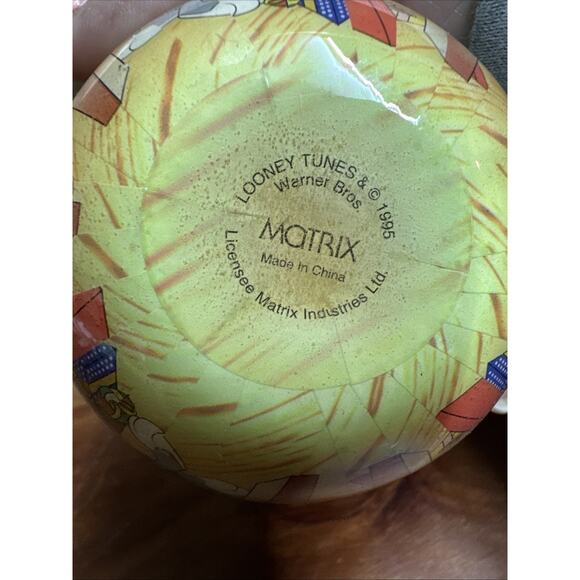 LOONEY TUNES & © 1995
Warner Bros.
MATRIX
Made in China
Licensee Matrix Industries Ltd.